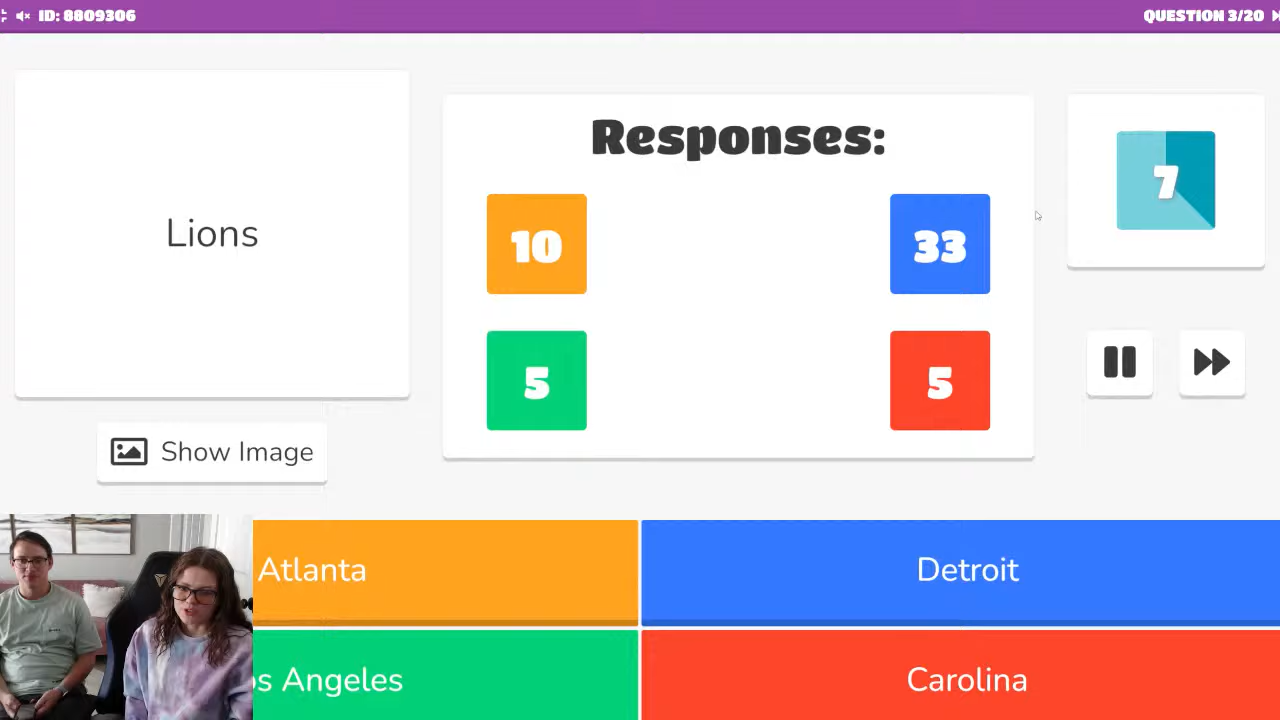 ID: 8809306
QUESTION 3/20
Lions
Responses:
10
33
5
5
7
Show Image
Atlanta
Detroit
Angeles
Carolina